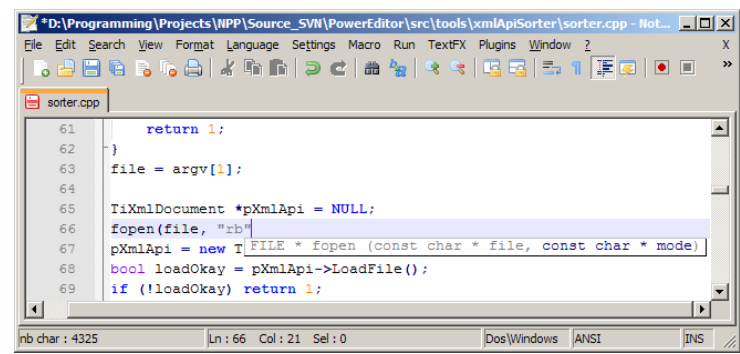 *D:\Programming\Projects\NPP\Source_SVN\PowerEditor\src\tools\xmlApiSorter\sorter.cpp - Not...
File Edit Search View Format Language Settings Macro Run TextFX Plugins Window ? X
sorter.cpp
61 return 1;
62 }
63 file = argv[1];
64
65 TiXmlDocument *pXmlApi = NULL;
66 fopen(file, "rb"
67 pXmlApi = new T FILE * fopen (const char * file, const char * mode)
68 bool loadOkay = pXmlApi->LoadFile();
69 if (!loadOkay) return 1;
nb char : 4325 Ln : 66 Col : 21 Sel : 0 Dos\Windows ANSI INS